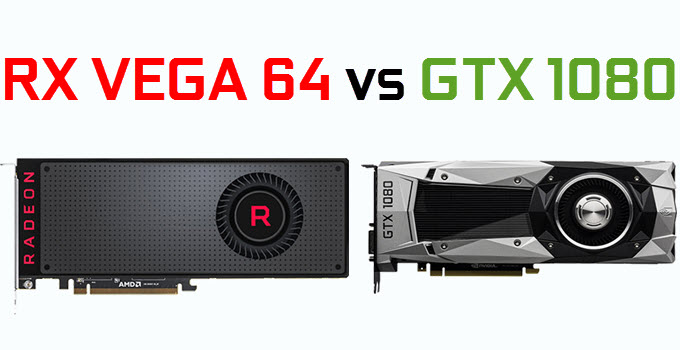 RX VEGA 64 vs GTX 1080
RADEON
R
AMD
GTX 1080